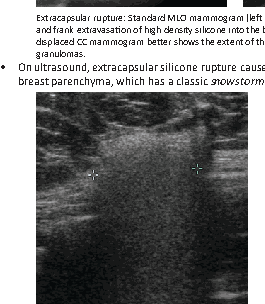 Extracapsular rupture: Standard MLO mammogram (left
and frank extravasation of high density silicone into the b
displaced CC mammogram better shows the extent of th
granulomas.
• On ultrasound, extracapsular silicone rupture cause
breast parenchyma, which has a classic snowstorm